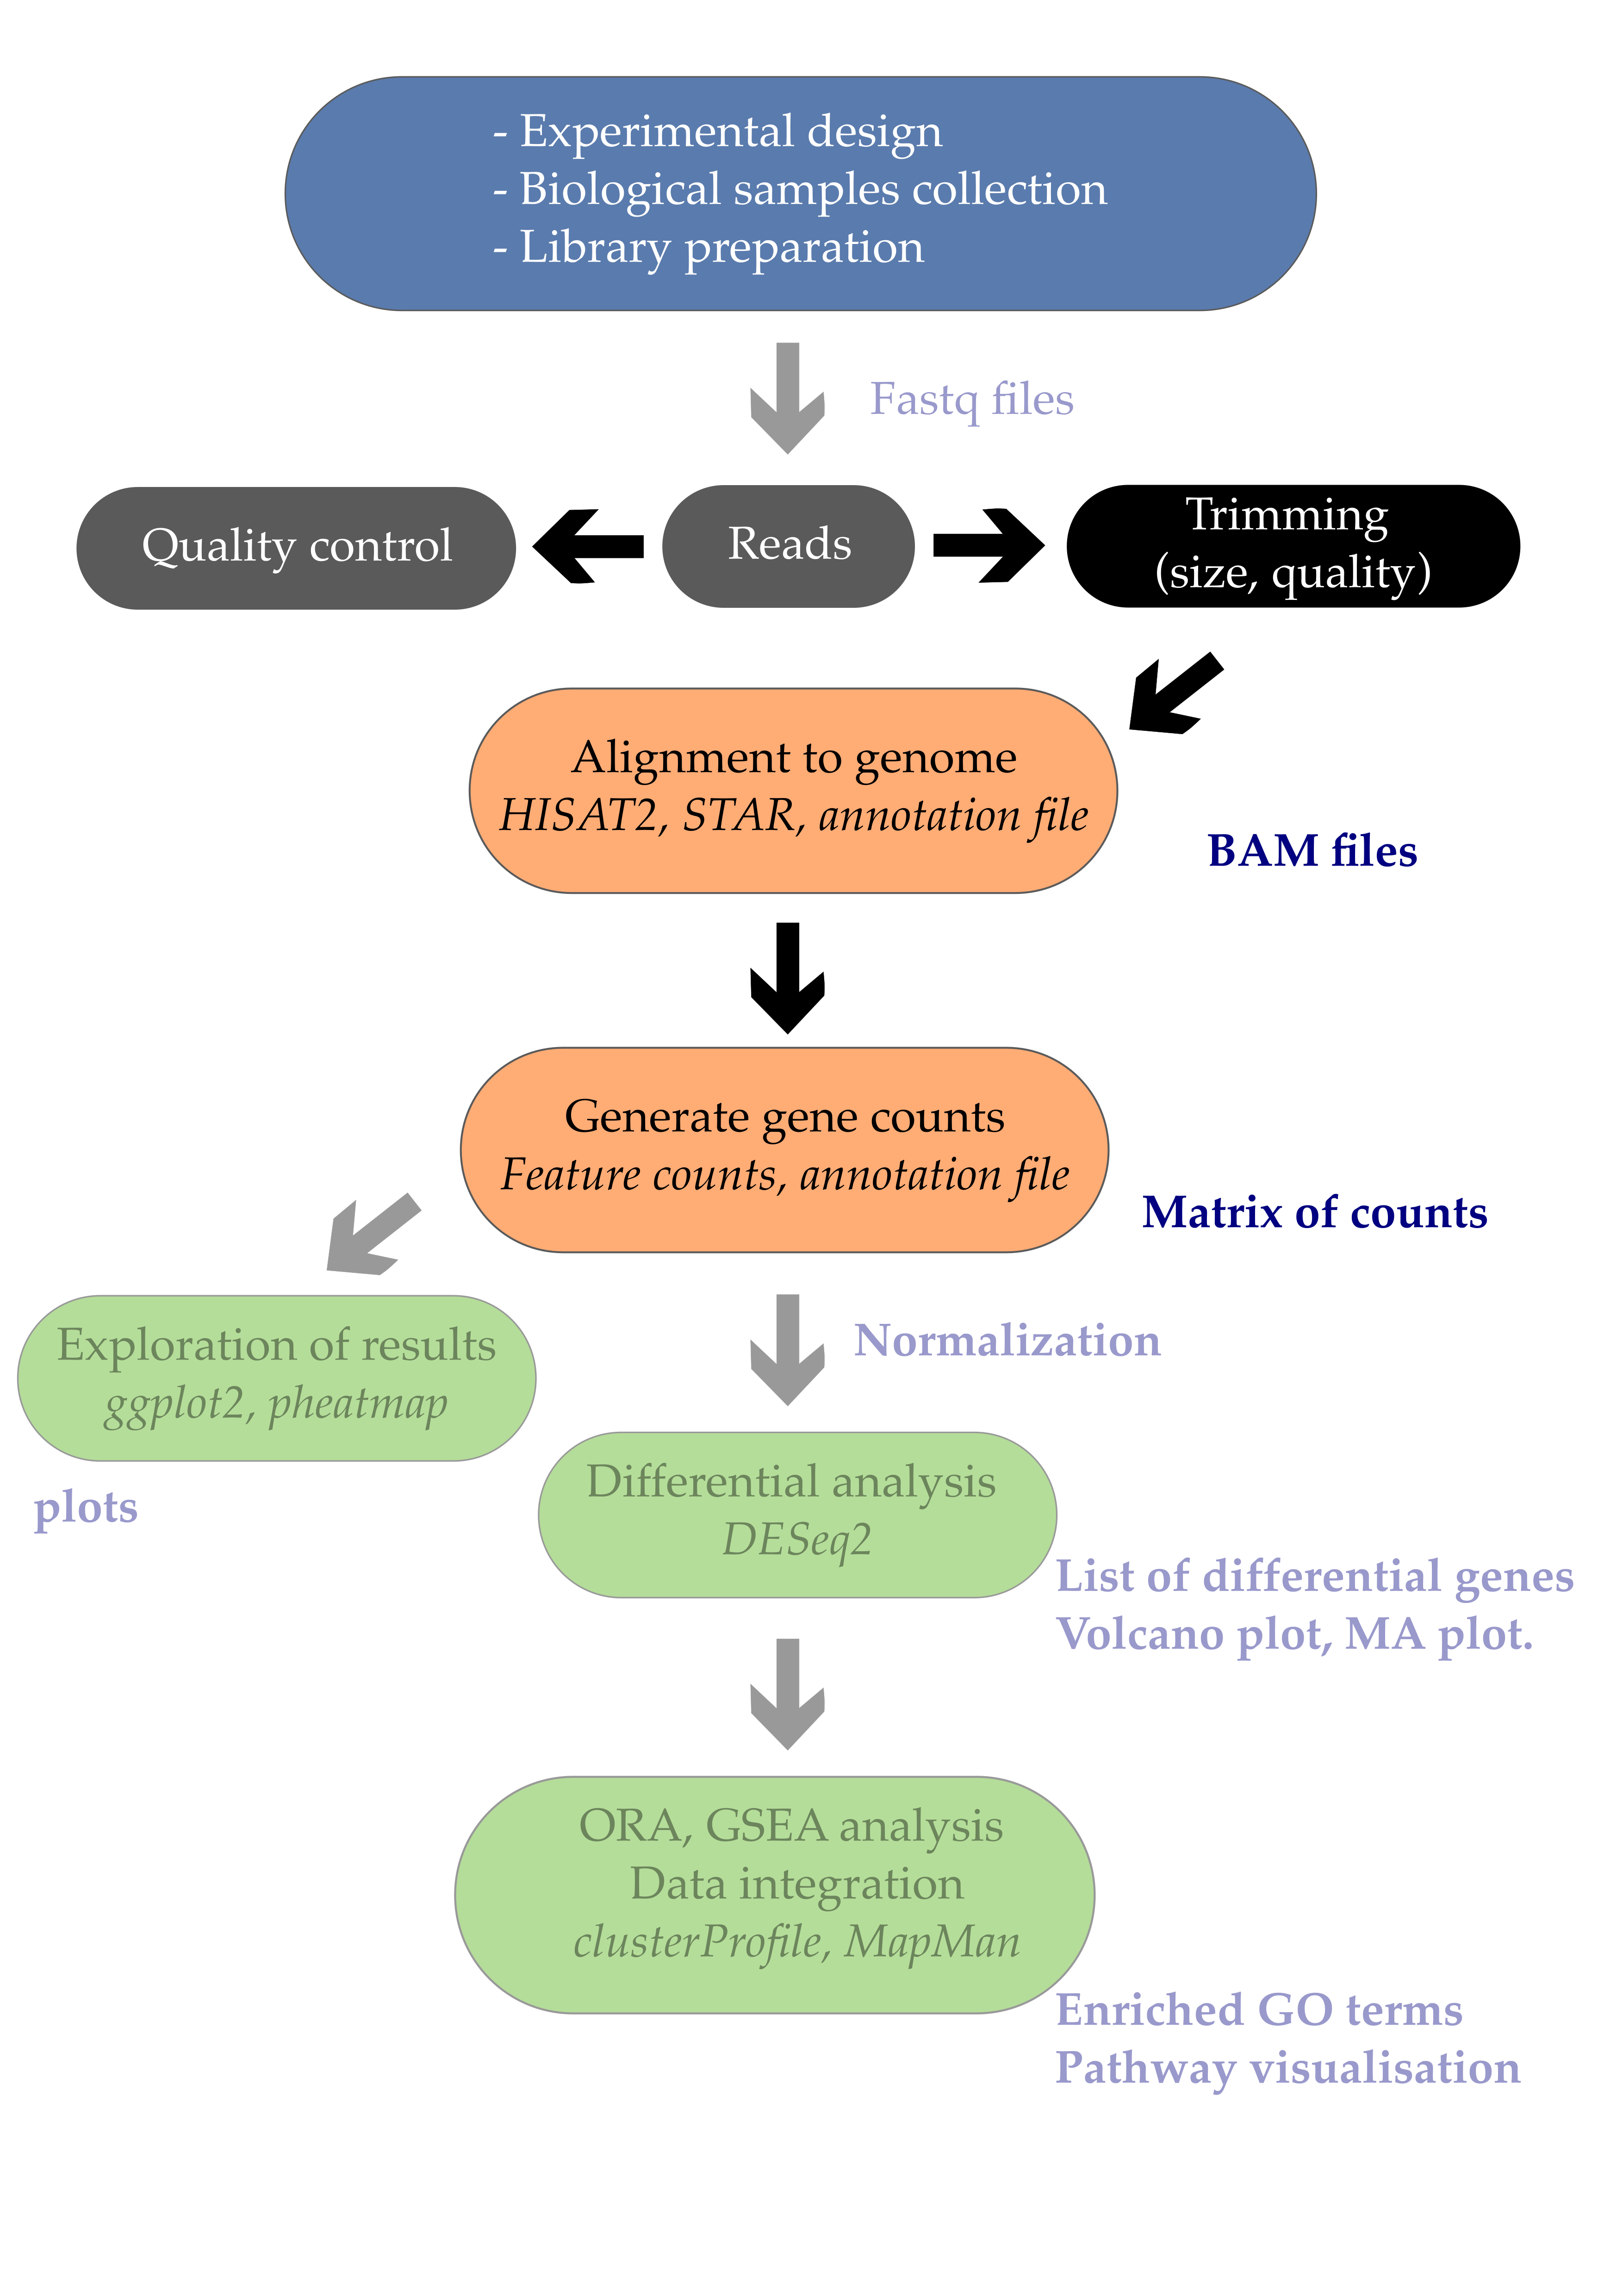 - Experimental design
- Biological samples collection
- Library preparation
Fastq files
Quality control
Reads
Trimming
(size, quality)
Alignment to genome
HISAT2, STAR, annotation file
BAM files
Generate gene counts
Feature counts, annotation file
Matrix of counts
Exploration of results
ggplot2, pheatmap
plots
Normalization
Differential analysis
DESeq2
List of differential genes
Volcano plot, MA plot.
ORA, GSEA analysis
Data integration
clusterProfile, MapMan
Enriched GO terms
Pathway visualisation